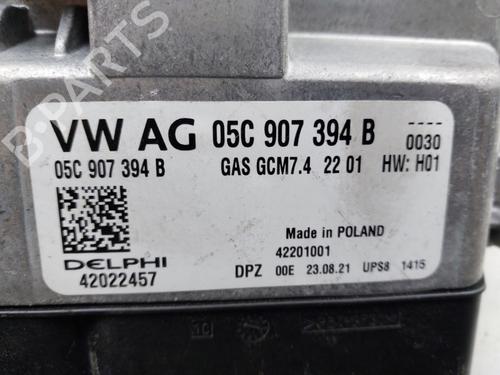 B-PARTS
VW AG 05C 907 394 B 0030
05C 907 394 B GAS GCM7.4 22 01 HW: H01
Made in POLAND
DELPHI 42201001
42022457 DPZ 00E 23.08.21 UPS8 1415